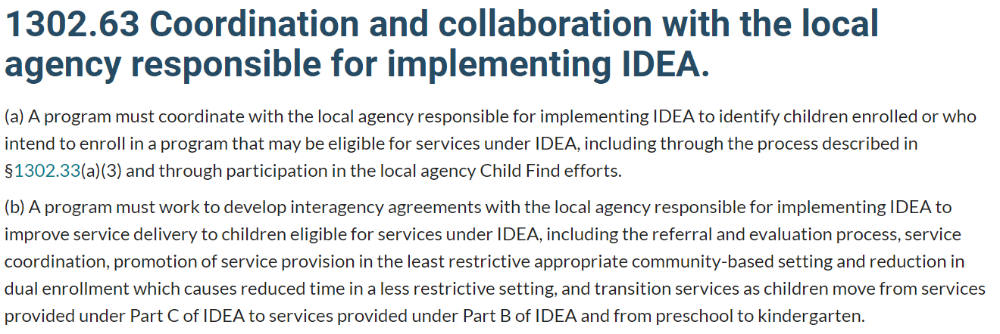 1302.63 Coordination and collaboration with the local
agency responsible for implementing IDEA.
(a) A program must coordinate with the local agency responsible for implementing IDEA to identify children enrolled or who
intend to enroll in a program that may be eligible for services under IDEA, including through the process described in
§1302.33(a)(3) and through participation in the local agency Child Find efforts.
(b) A program must work to develop interagency agreements with the local agency responsible for implementing IDEA to
improve service delivery to children eligible for services under IDEA, including the referral and evaluation process, service
coordination, promotion of service provision in the least restrictive appropriate community-based setting and reduction in
dual enrollment which causes reduced time in a less restrictive setting, and transition services as children move from services
provided under Part C of IDEA to services provided under Part B of IDEA and from preschool to kindergarten.